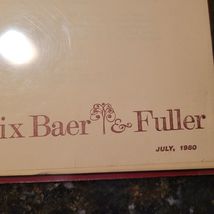 ix Baer & Fuller
JULY, 1980